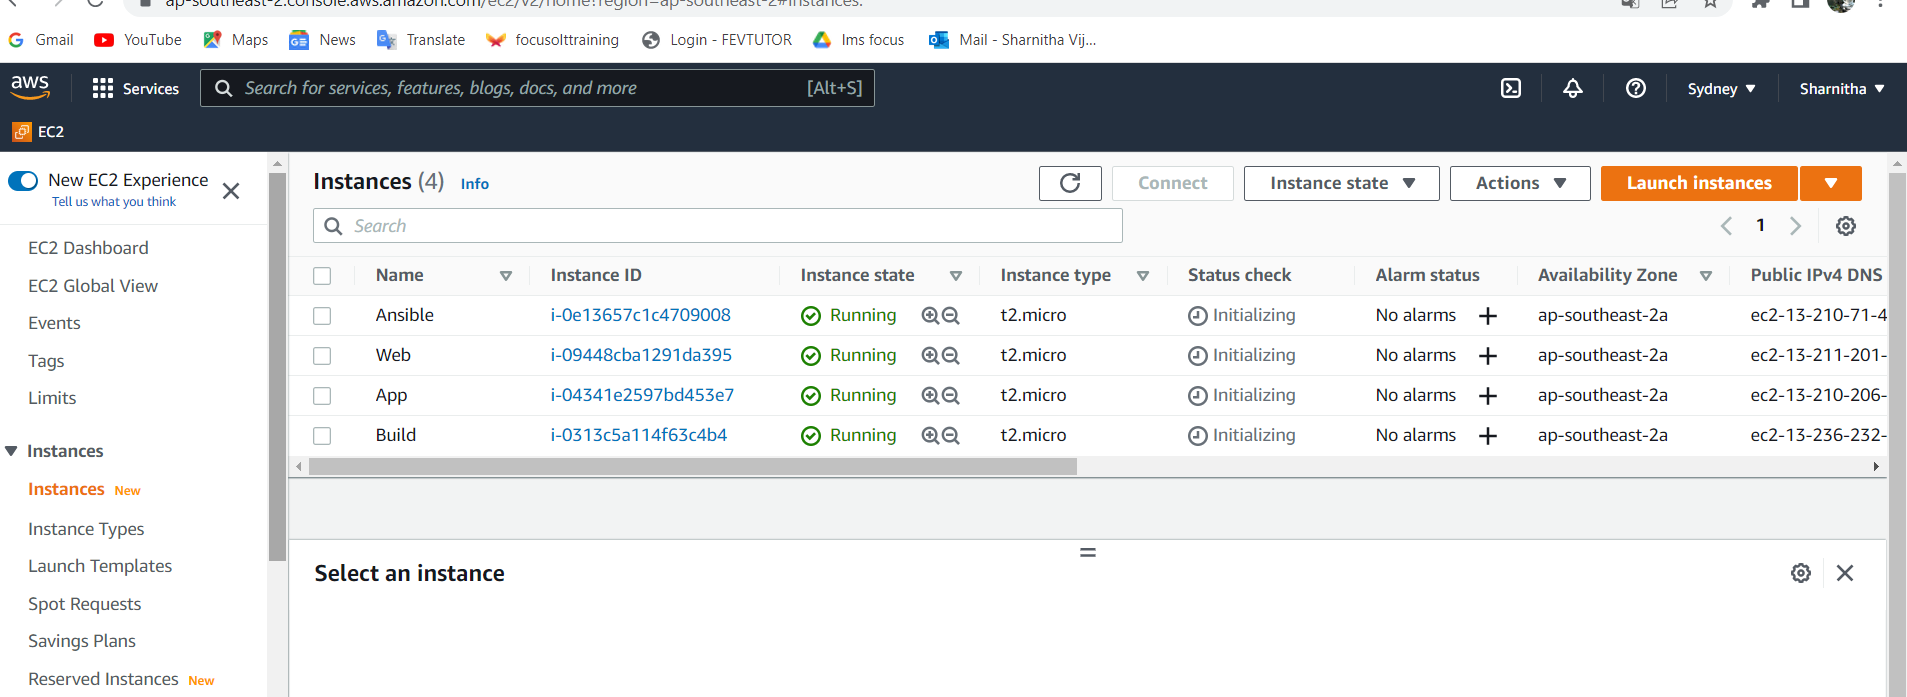 ap-southeast-2.console.aws.amazon.com/ec2/v2/home?region=ap-southeast-2#Instances:
Gmail YouTube Maps News Translate focusolttraining Login - FEVTUTOR lms focus Mail - Sharnitha Vij...
aws Services Search for services, features, blogs, docs, and more [Alt+S] Sydney Sharnitha
EC2
New EC2 Experience
Tell us what you think
EC2 Dashboard
EC2 Global View
Events
Tags
Limits
Instances
Instances New
Instance Types
Launch Templates
Spot Requests
Savings Plans
Reserved Instances New
Instances (4) Info Connect Instance state Actions Launch instances
Search 1
Name Instance ID Instance state Instance type Status check Alarm status Availability Zone Public IPv4 DNS
Ansible i-0e13657c1c4709008 Running t2.micro Initializing No alarms + ap-southeast-2a ec2-13-210-71-4
Web i-09448cba1291da395 Running t2.micro Initializing No alarms + ap-southeast-2a ec2-13-211-201-
App i-04341e2597bd453e7 Running t2.micro Initializing No alarms + ap-southeast-2a ec2-13-210-206-
Build i-0313c5a114f63c4b4 Running t2.micro Initializing No alarms + ap-southeast-2a ec2-13-236-232-
Select an instance